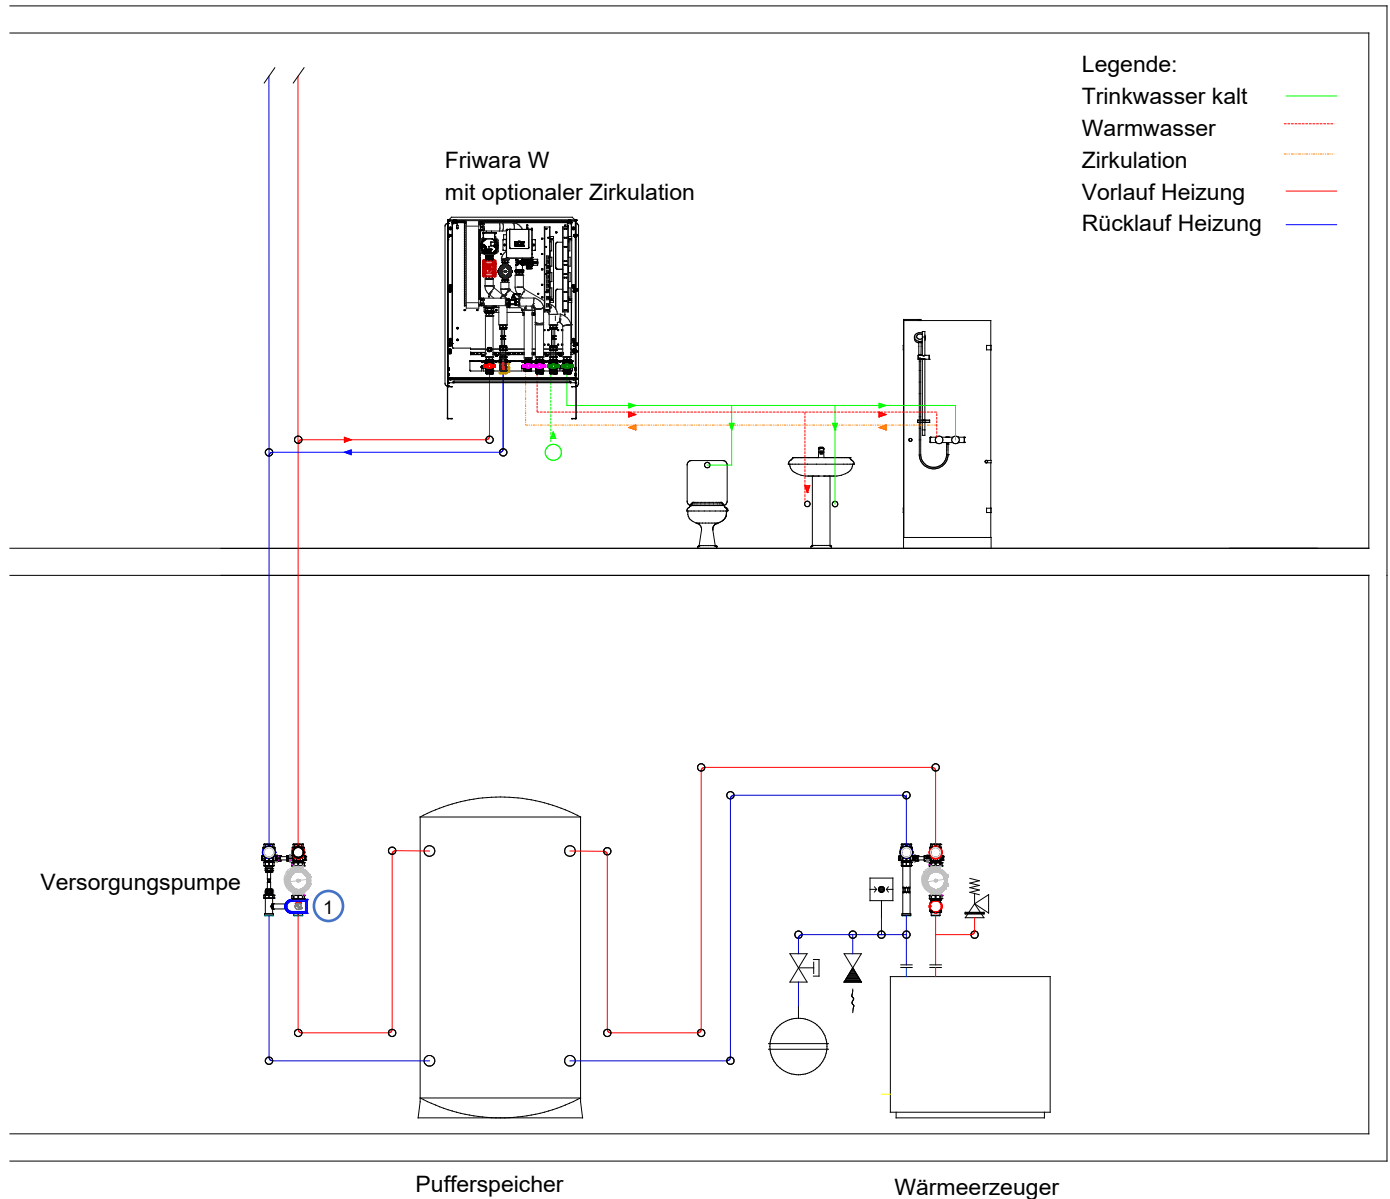 Legende:
Trinkwasser kalt
Warmwasser
Zirkulation
Vorlauf Heizung
Rücklauf Heizung
Friwara W
mit optionaler Zirkulation
Versorgungspumpe
1
Pufferspeicher
Wärmeerzeuger